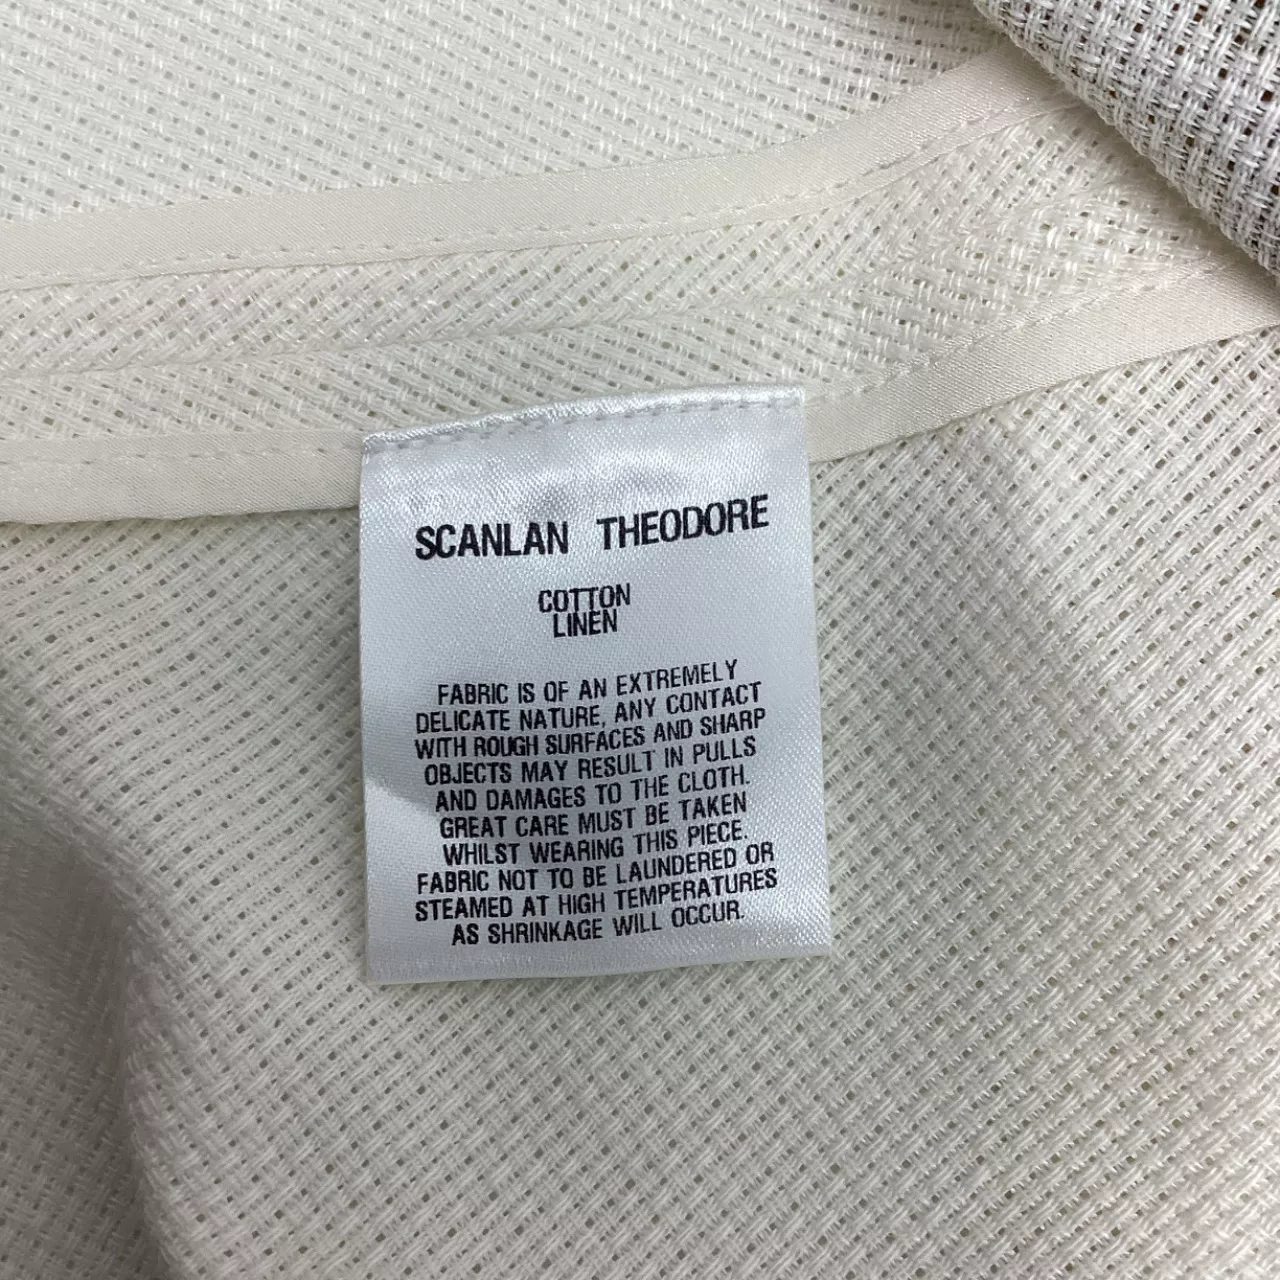 SCANLAN THEODORE
COTTON
LINEN
FABRIC IS OF AN EXTREMELY
DELICATE NATURE, ANY CONTACT
WITH ROUGH SURFACES AND SHARP
OBJECTS MAY RESULT IN PULLS
AND DAMAGES TO THE CLOTH.
GREAT CARE MUST BE TAKEN
WHILST WEARING THIS PIECE.
FABRIC NOT TO BE LAUNDERED OR
STEAMED AT HIGH TEMPERATURES
AS SHRINKAGE WILL OCCUR.